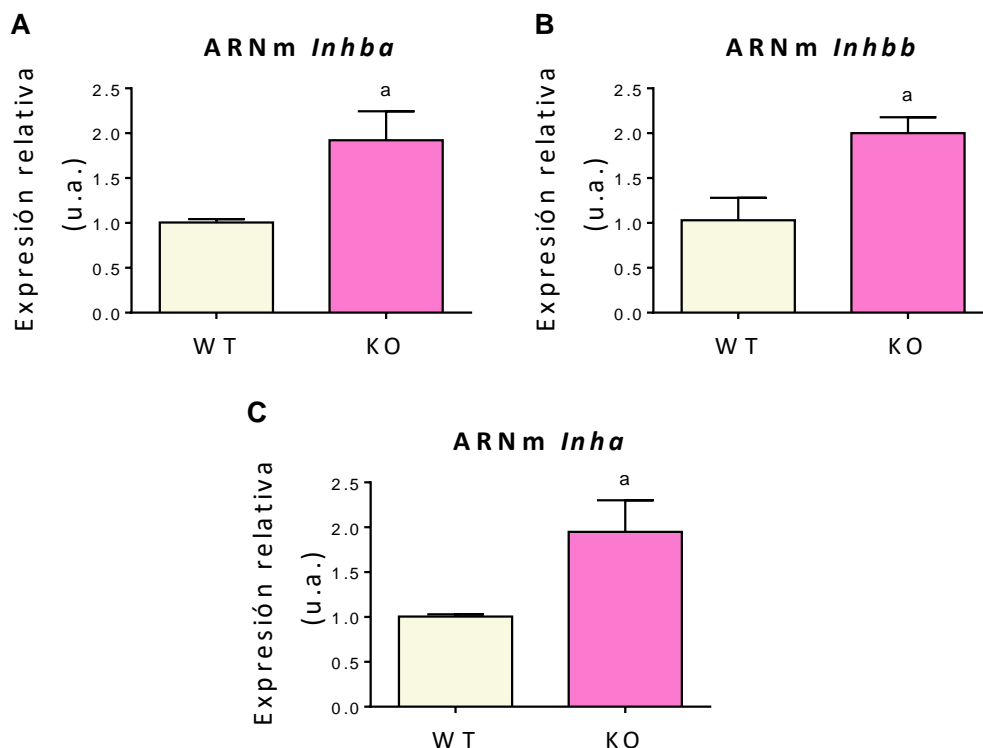 A
ARNm Inhba
Expresión relativa
(u.a.)
2.5
2.0
1.5
1.0
0.5
0.0
a
WT KO
B
ARNm Inhbb
Expresión relativa
(u.a.)
2.5
2.0
1.5
1.0
0.5
0.0
a
WT KO
C
ARNm Inha
Expresión relativa
(u.a.)
2.5
2.0
1.5
1.0
0.5
0.0
a
WT KO